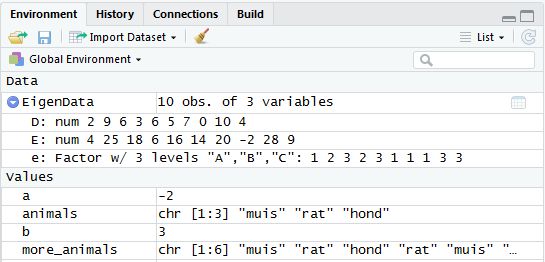 Environment History Connections Build
Import Dataset List
Global Environment
Data
EigenData 10 obs. of 3 variables
D: num 2 9 6 3 6 5 7 0 10 4
E: num 4 25 18 6 16 14 20 -2 28 9
e: Factor w/ 3 levels "A","B","C": 1 2 3 2 3 1 1 1 3 3
Values
a -2
animals chr [1:3] "muis" "rat" "hond"
b 3
more_animals chr [1:6] "muis" "rat" "hond" "rat" "muis" "…